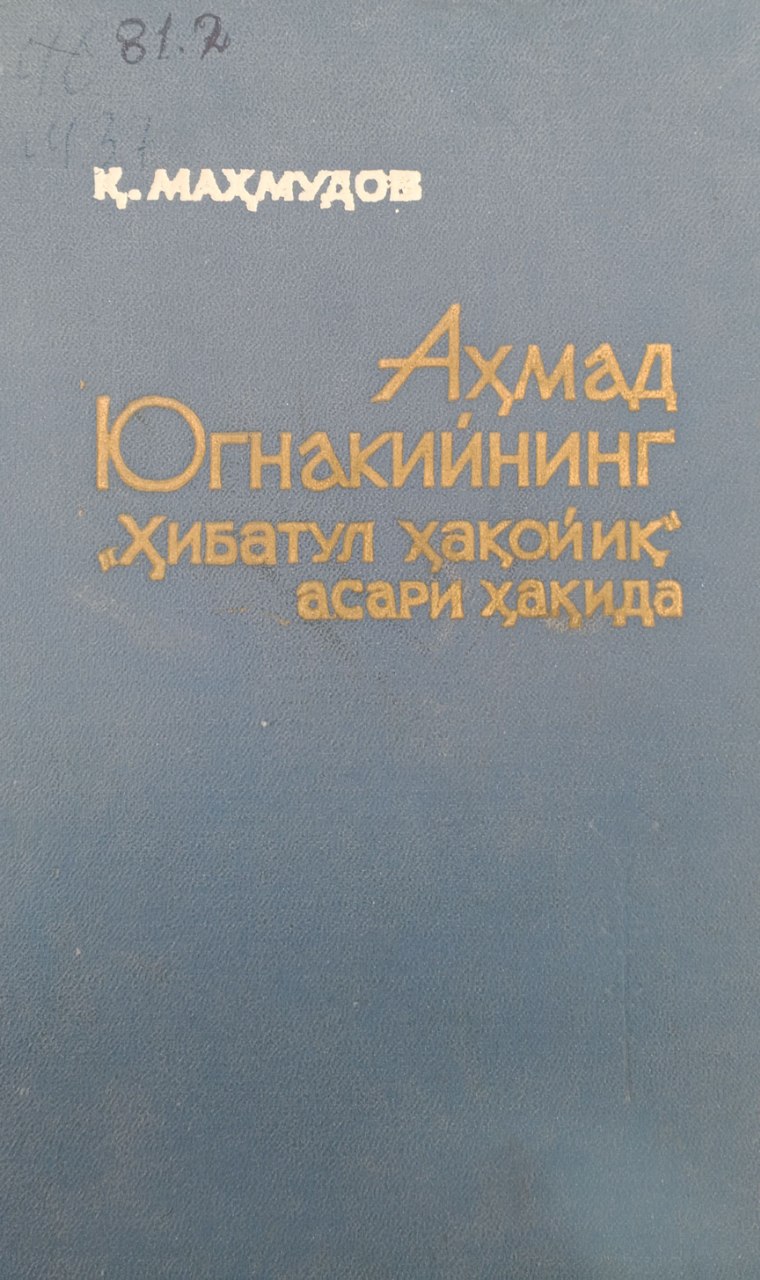 81.2
Қ. МАҲМУДОВ
Аҳмад
Югнакийнинг
„Ҳибатул ҳақойиқ“
асари ҳақида